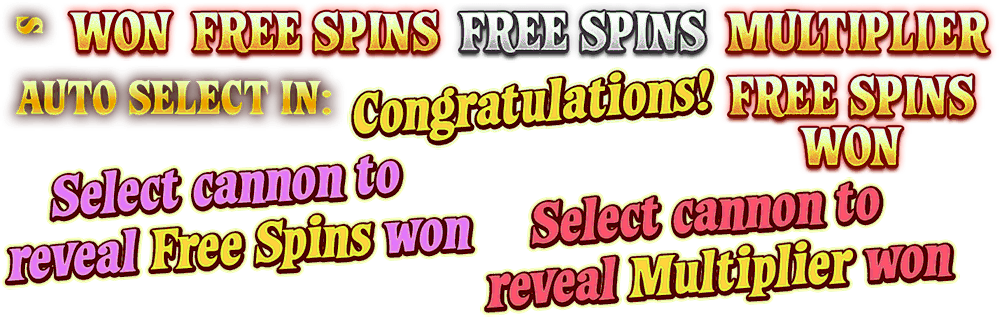 S
WON
FREE SPINS
FREE SPINS
MULTIPLIER
AUTO SELECT IN:
Congratulations!
FREE SPINS
WON
Select cannon to
reveal Free Spins won
Select cannon to
reveal Multiplier won